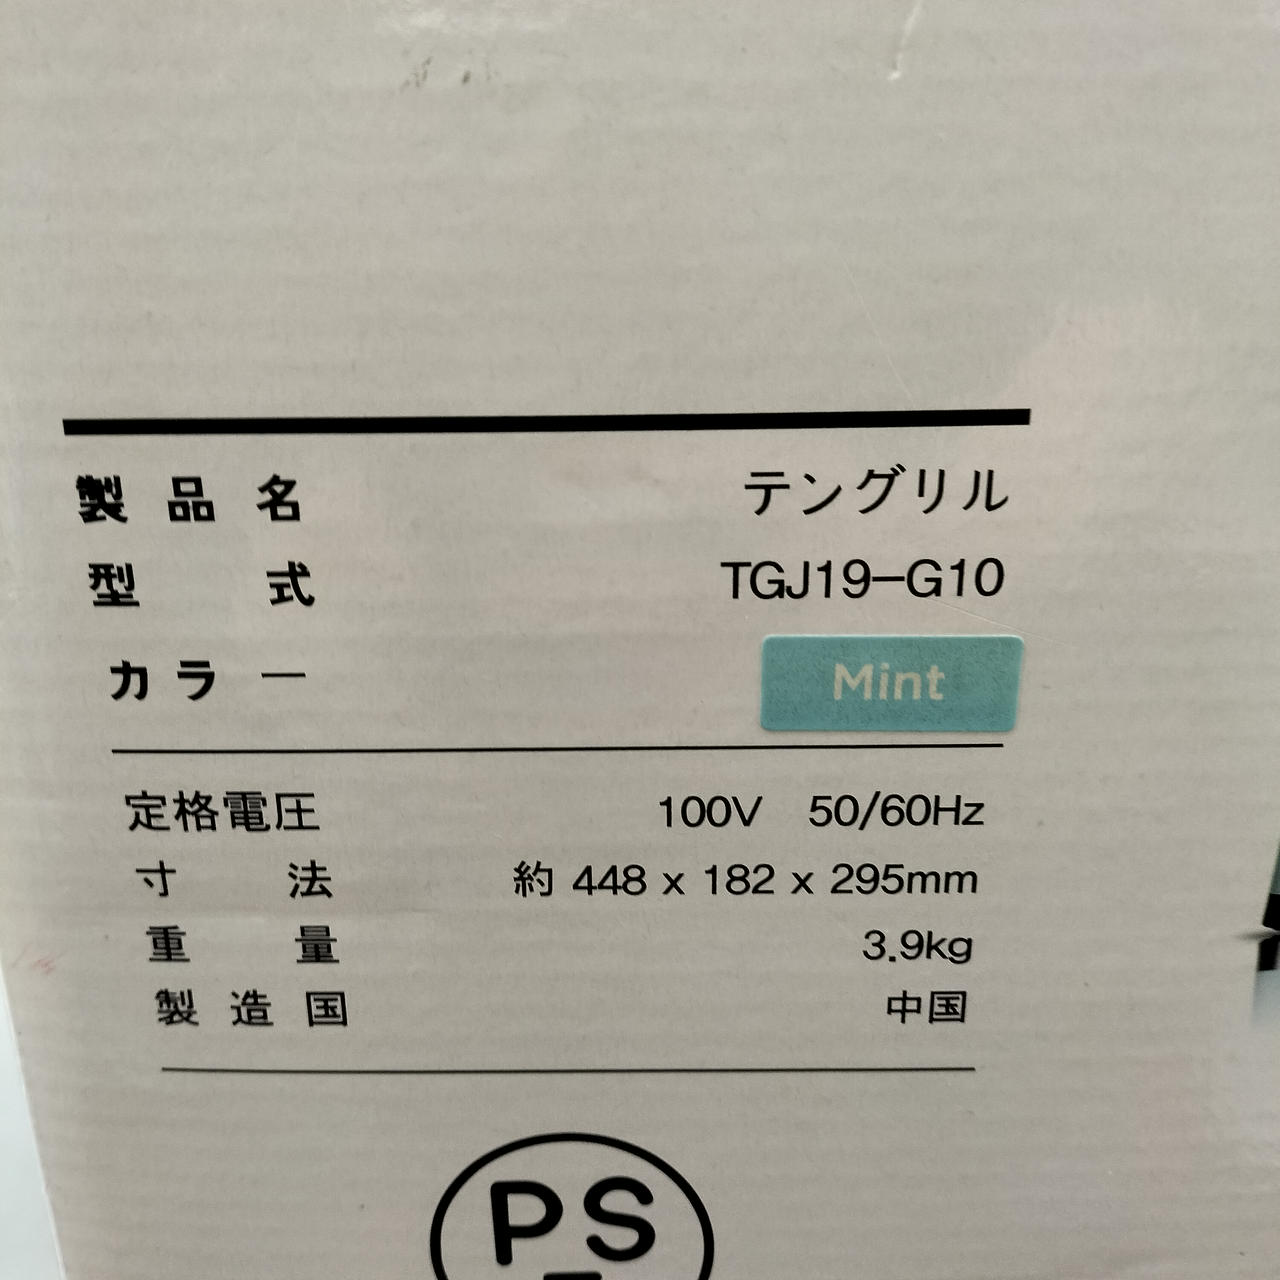 製品名 テングリル
型式 TGJ19-G10
カラー Mint
定格電圧 100V 50/60Hz
寸法 約 448 x 182 x 295mm
重量 3.9kg
製造国 中国
PS